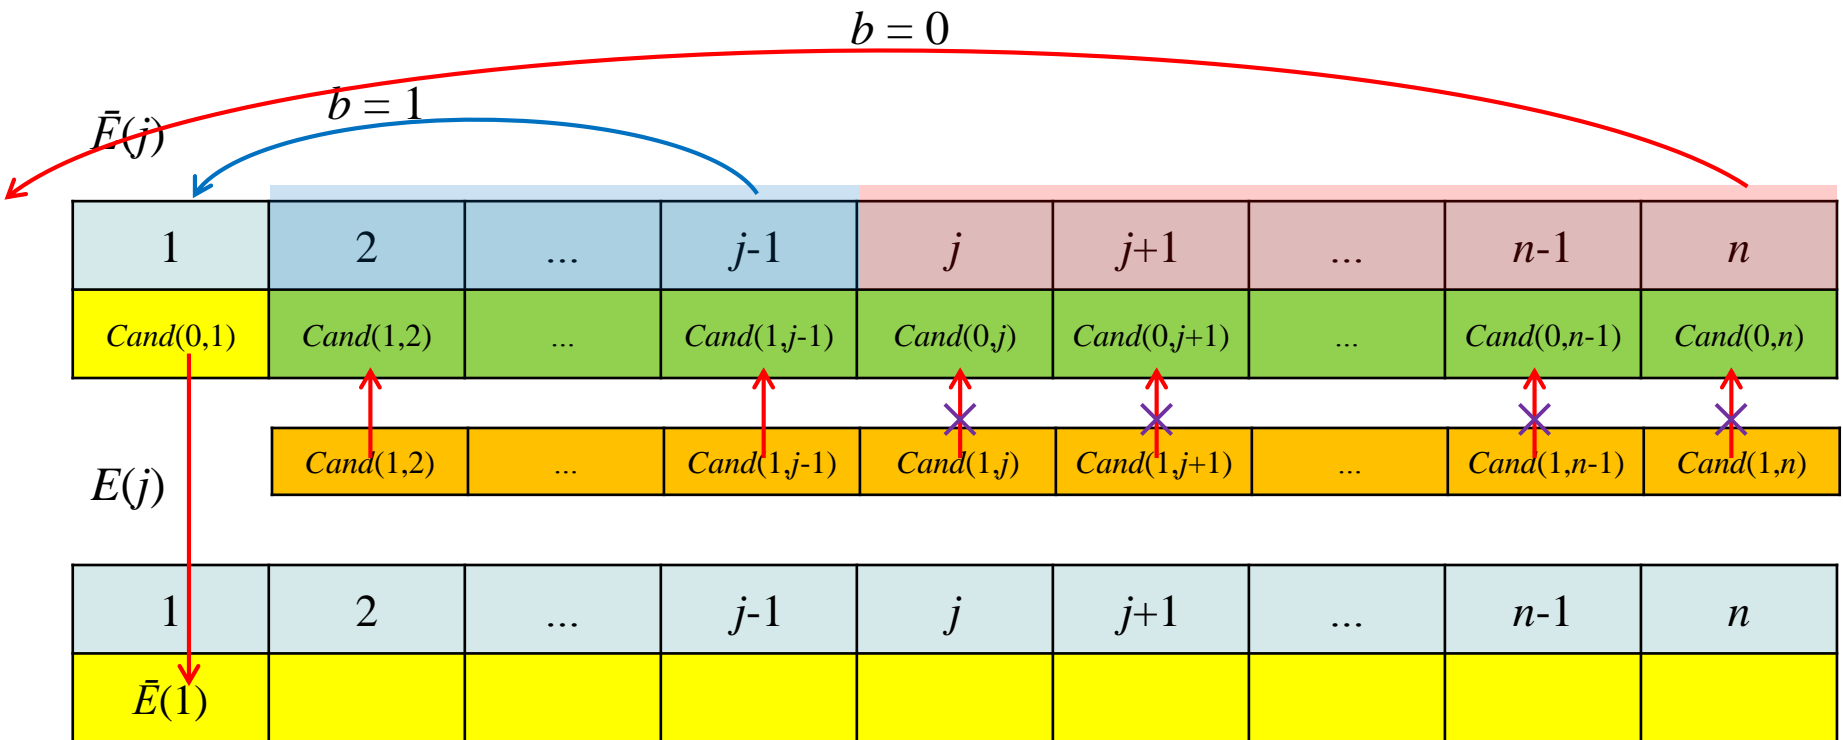 b = 0
b = 1
Ē(j)
1 2 ... j-1 j j+1 ... n-1 n
Cand(0,1) Cand(1,2) ... Cand(1,j-1) Cand(0,j) Cand(0,j+1) ... Cand(0,n-1) Cand(0,n)
Cand(1,2) ... Cand(1,j-1) Cand(1,j) Cand(1,j+1) ... Cand(1,n-1) Cand(1,n)
E(j)
1 2 ... j-1 j j+1 ... n-1 n
Ē(1)